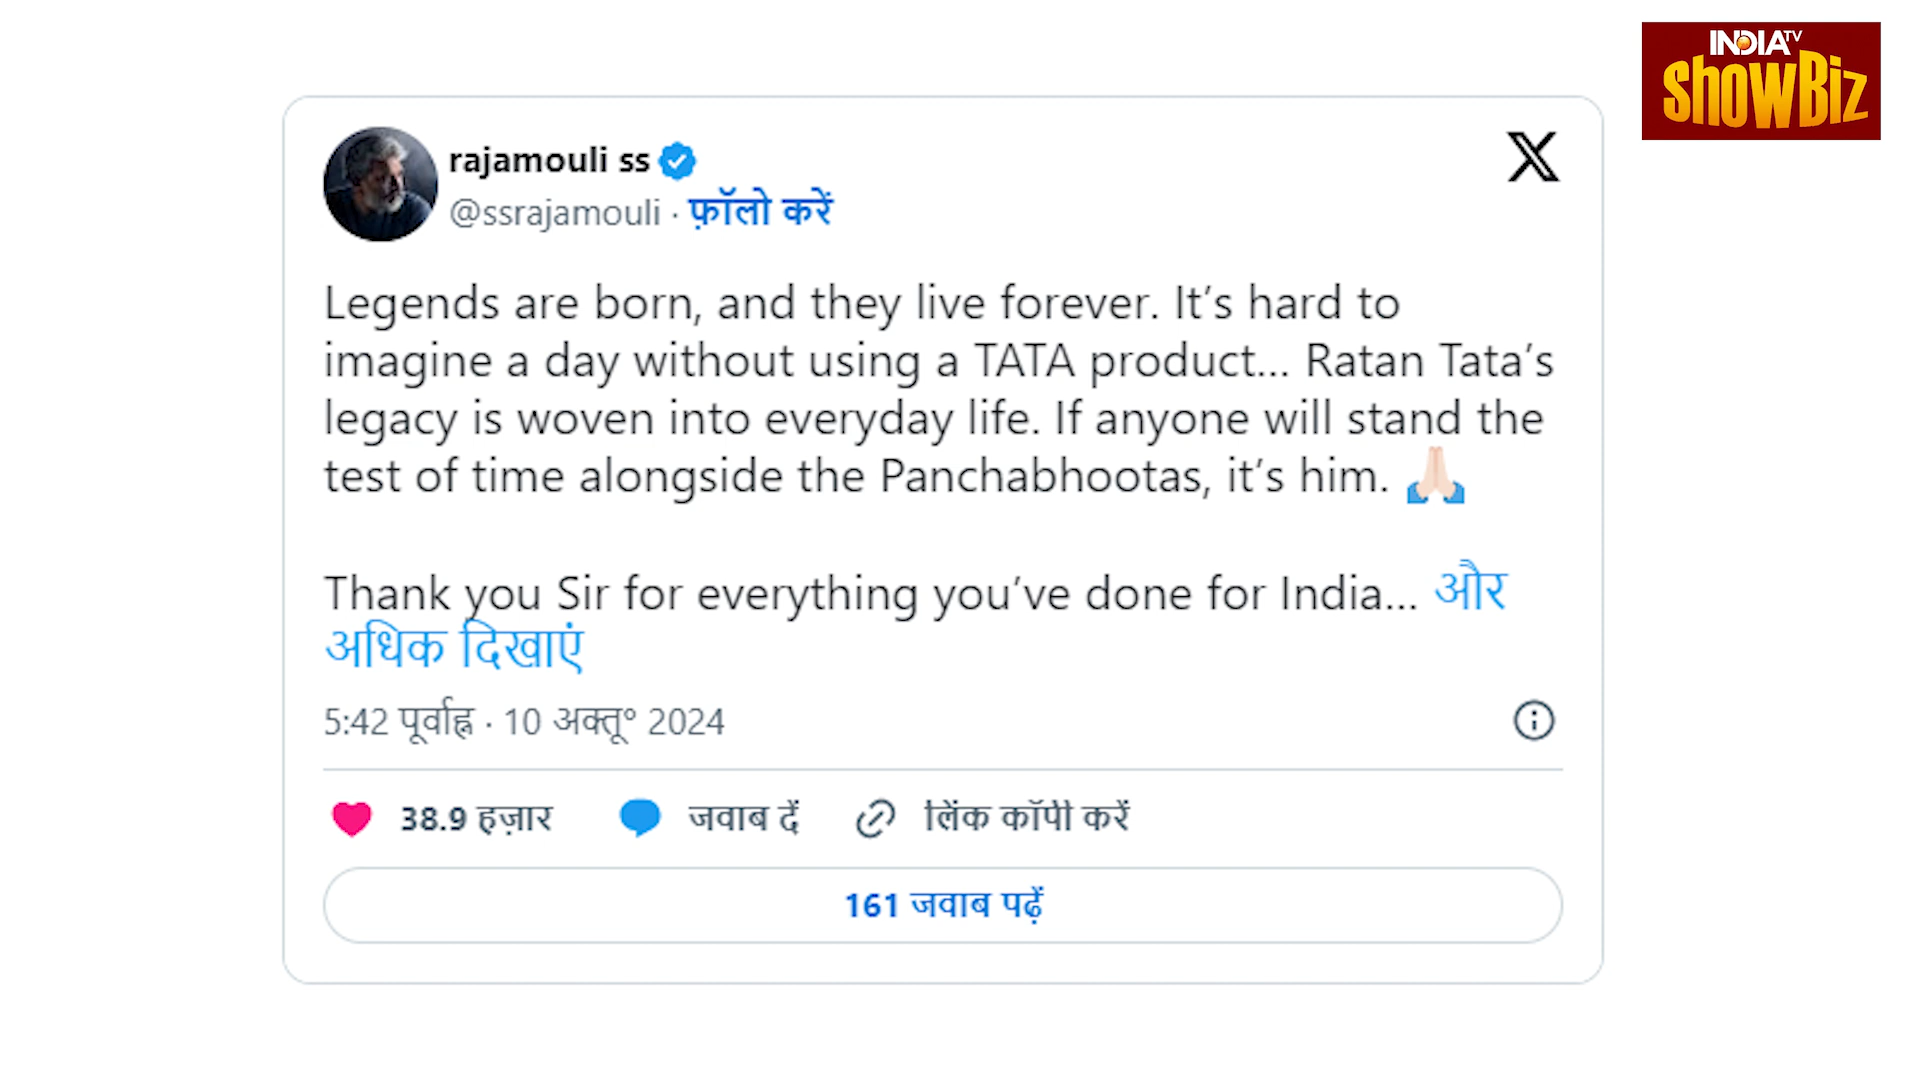 INDIA TV
ShowBiz
rajamouli ss
@ssrajamouli · फ़ॉलो करें
Legends are born, and they live forever. It’s hard to
imagine a day without using a TATA product... Ratan Tata’s
legacy is woven into everyday life. If anyone will stand the
test of time alongside the Panchabhootas, it’s him. 🙏🏻
Thank you Sir for everything you’ve done for India... और
अधिक दिखाएं
5:42 पूर्वाह्न · 10 अक्तू॰ 2024
38.9 हज़ार जवाब दें लिंक कॉपी करें
161 जवाब पढ़ें